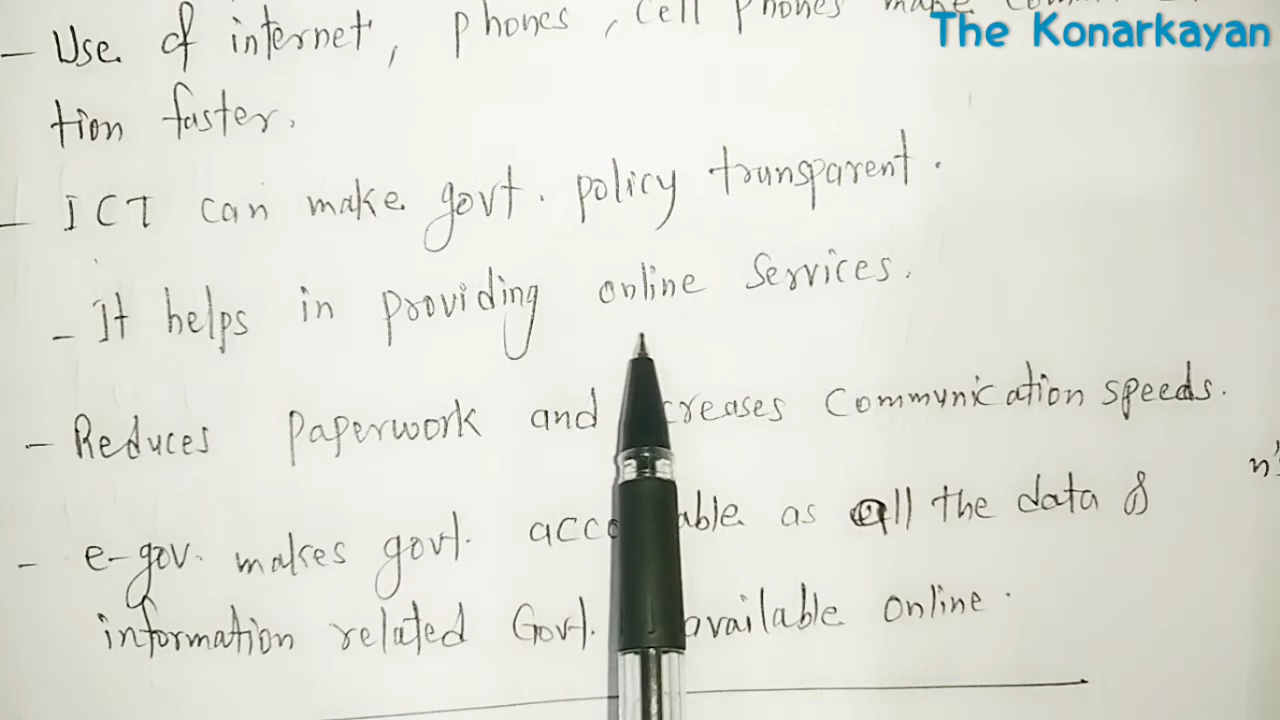 The Konarkayan
- Use of internet, phones, cell phones make
tion faster.
- ICT can make govt. policy transparent.
- It helps in providing online services.
- Reduces paperwork and creases communication speeds.
- e-gov. makes govt. acco able as all the data &
information related Govt. available online.